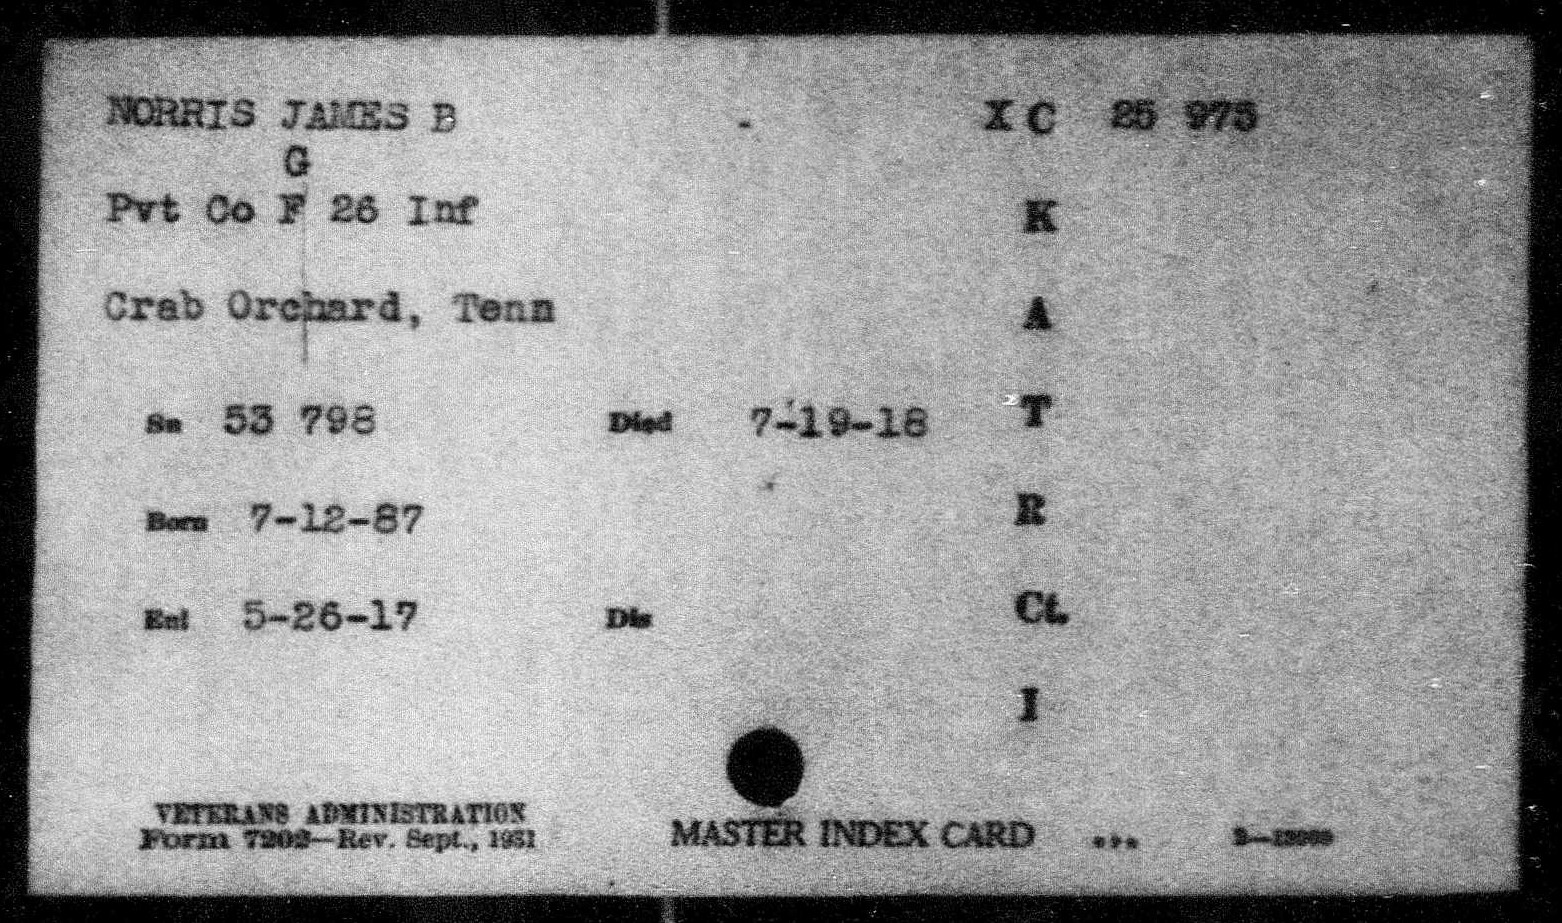 NORRIS JAMES B XC 25 975
G
Pvt Co F 26 Inf K
Crab Orchard, Tenn A
Sn 53 798 Died 7-19-18 T
Born 7-12-87 R
Enl 5-26-17 Dis Ct.
I
VETERANS ADMINISTRATION
Form 7202—Rev. Sept., 1931 MASTER INDEX CARD